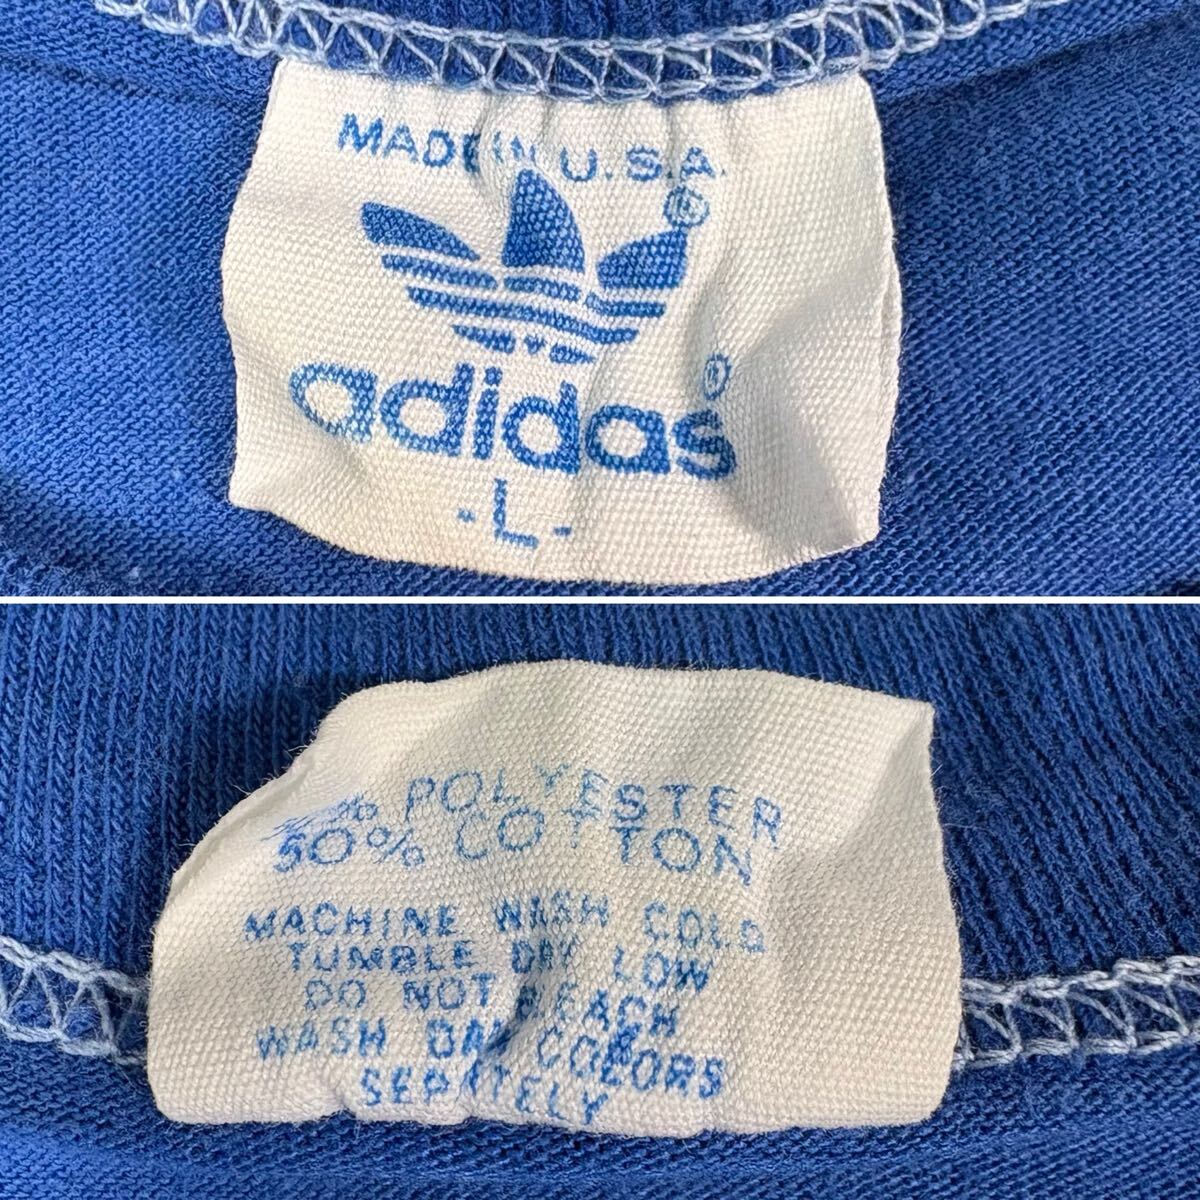 MADE IN U.S.A.
©
adidas®
-L-
% POLYESTER
50% COTTON
MACHINE WASH COLD
TUMBLE DRY LOW
DO NOT BLEACH
WASH DARK COLORS
SEPARATELY